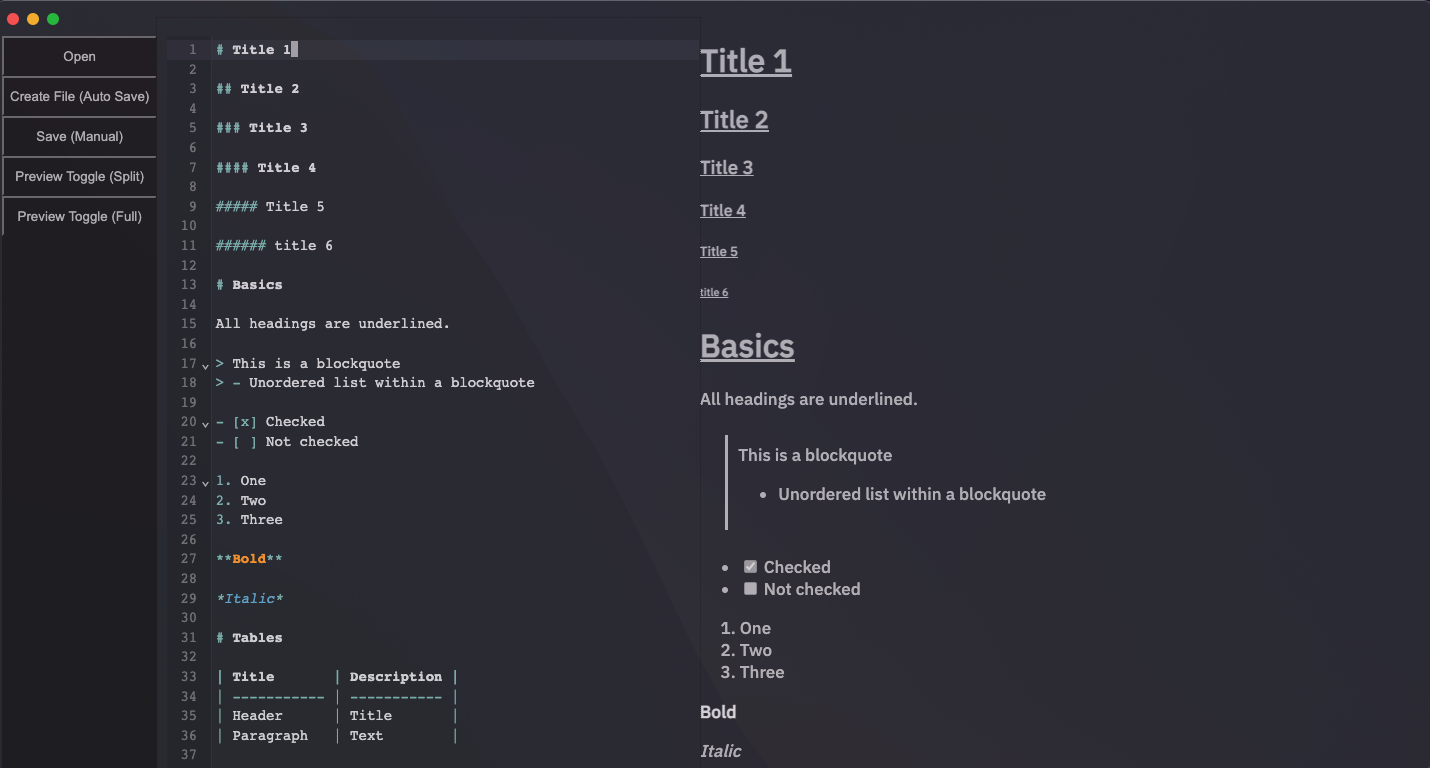 Open
Create File (Auto Save)
Save (Manual)
Preview Toggle (Split)
Preview Toggle (Full)
1 # Title 1
2
3 ## Title 2
4
5 ### Title 3
6
7 #### Title 4
8
9 ##### Title 5
10
11 ###### title 6
12
13 # Basics
14
15 All headings are underlined.
16
17 > This is a blockquote
18 > - Unordered list within a blockquote
19
20 - [x] Checked
21 - [ ] Not checked
22
23 1. One
24 2. Two
25 3. Three
26
27 **Bold**
28
29 *Italic*
30
31 # Tables
32
33 | Title       | Description |
34 | ----------- | ----------- |
35 | Header      | Title       |
36 | Paragraph   | Text        |
37
Title 1
Title 2
Title 3
Title 4
Title 5
title 6
Basics
All headings are underlined.
This is a blockquote
• Unordered list within a blockquote
• Checked
• Not checked
1. One
2. Two
3. Three
Bold
Italic